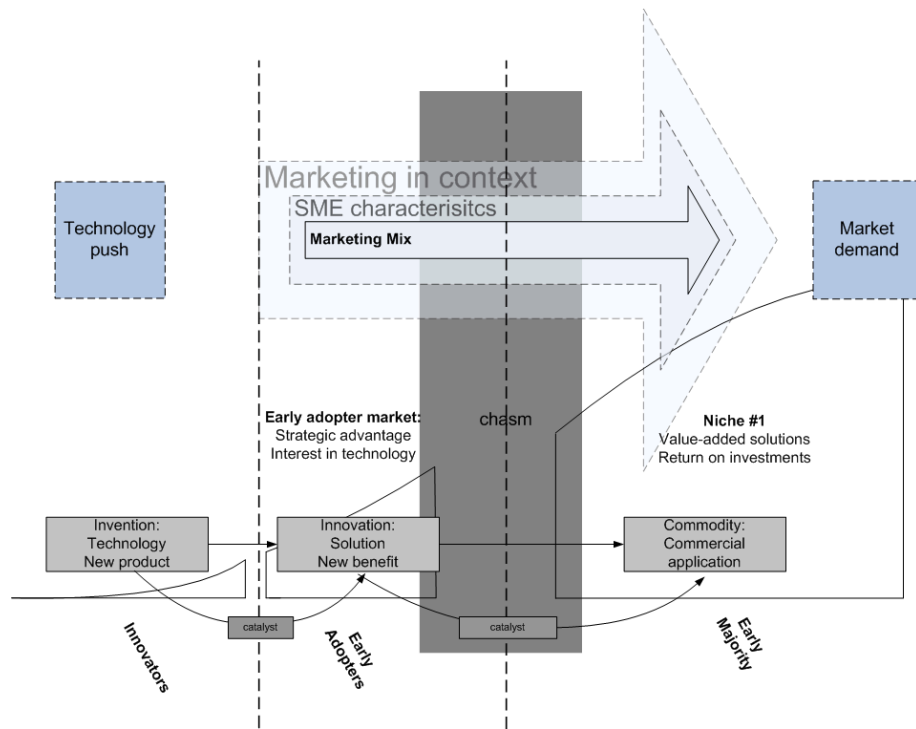 Marketing in context
SME characterisitcs
Marketing Mix
Technology
push
Market
demand
Early adopter market:
Strategic advantage
Interest in technology
chasm
Niche #1
Value-added solutions
Return on investments
Invention:
Technology
New product
Innovation:
Solution
New benefit
Commodity:
Commercial
application
catalyst
catalyst
Innovators
Early
Adopters
Early
Majority